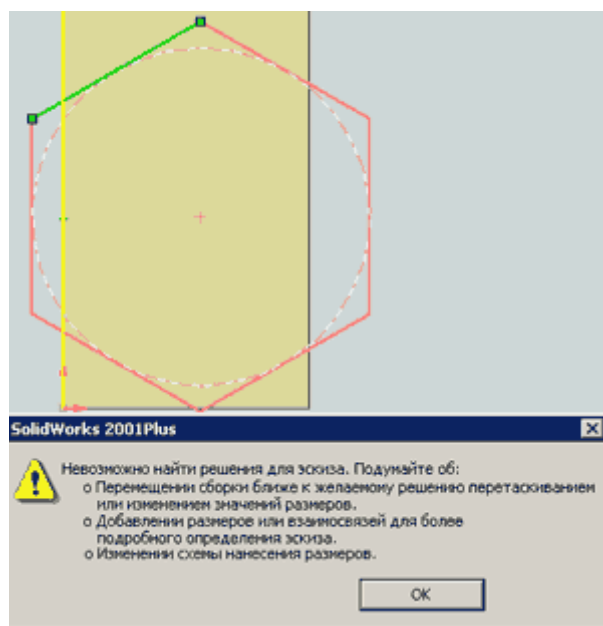 SolidWorks 2001Plus
Невозможно найти решения для эскиза. Подумайте об:
o Перемещении сборки ближе к желаемому решению перетаскиванием
или изменением значений размеров.
o Добавлении размеров или взаимосвязей для более
подробного определения эскиза.
o Изменении схемы нанесения размеров.
OK